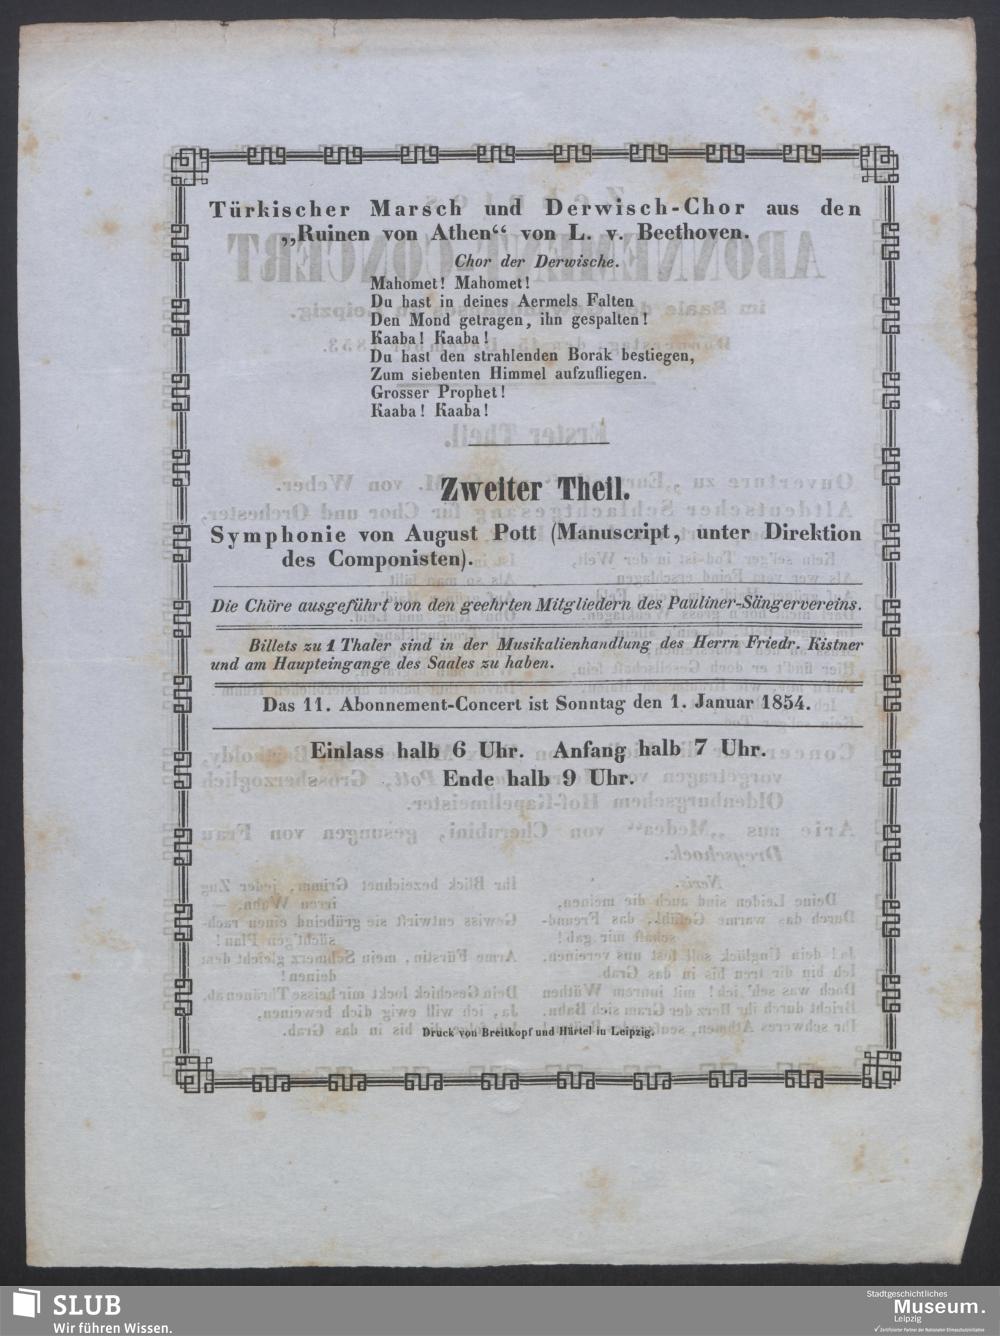 Türkischer Marsch und Derwisch-Chor aus den
„Ruinen von Athen“ von L. v. Beethoven.
Chor der Derwische.
Mahomet! Mahomet!
Du hast in deines Aermels Falten
Den Mond getragen, ihn gespalten!
Kaaba! Kaaba!
Du hast den strahlenden Borak bestiegen,
Zum siebenten Himmel aufzufliegen.
Grosser Prophet!
Kaaba! Kaaba!
Zweiter Theil.
Symphonie von August Pott (Manuscript, unter Direktion
des Componisten).
Die Chöre ausgeführt von den geehrten Mitgliedern des Pauliner-Sängervereins.
Billets zu 1 Thaler sind in der Musikalienhandlung des Herrn Friedr. Kistner
und am Haupteingange des Saales zu haben.
Das 11. Abonnement-Concert ist Sonntag den 1. Januar 1854.
Einlass halb 6 Uhr. Anfang halb 7 Uhr.
Ende halb 9 Uhr.
Druck von Breitkopf und Härtel in Leipzig.
SLUB
Wir führen Wissen.
Stadtgeschichtliches
Museum.
Leipzig